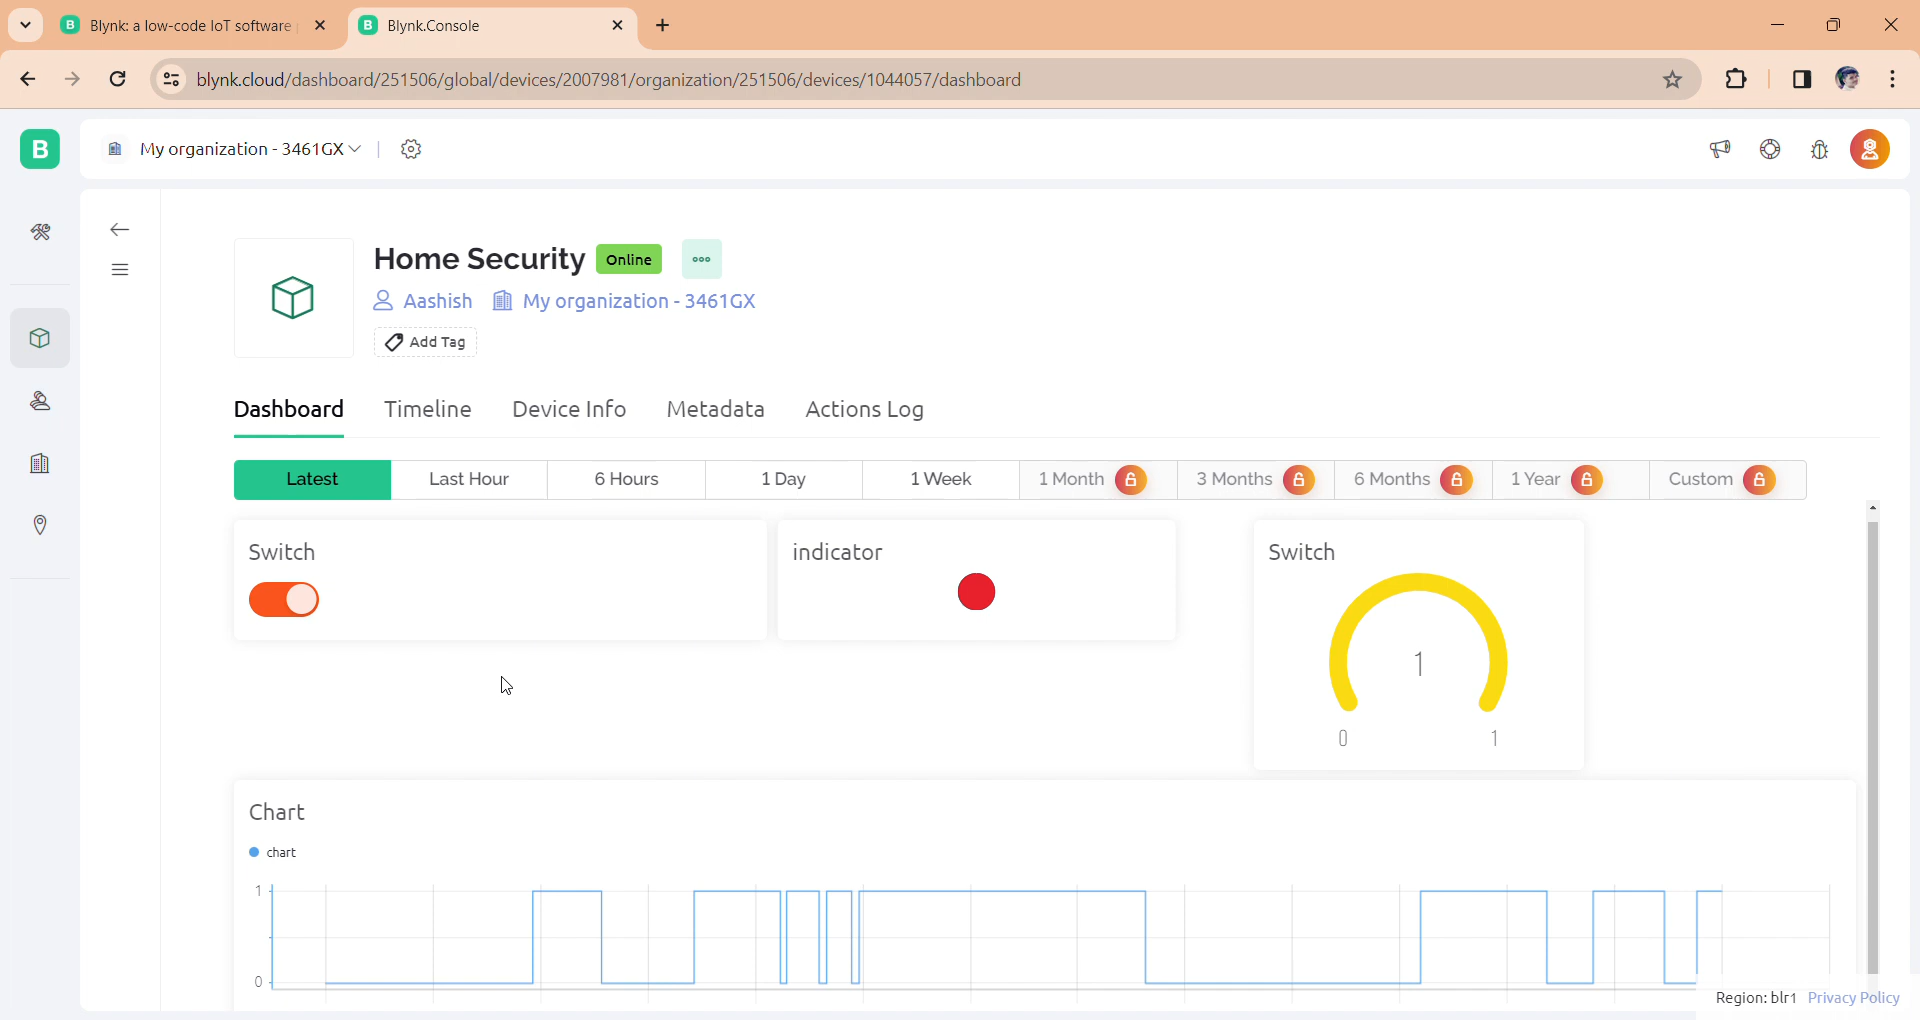 Blynk: a low-code IoT software
Blynk.Console
blynk.cloud/dashboard/251506/global/devices/2007981/organization/251506/devices/1044057/dashboard
B
My organization - 3461GX
Home Security Online
Aashish My organization - 3461GX
Add Tag
Dashboard Timeline Device Info Metadata Actions Log
Latest Last Hour 6 Hours 1 Day 1 Week 1 Month 3 Months 6 Months 1 Year Custom
Switch
indicator
Switch
1
0 1
Chart
chart
1
0
Region: blr1 Privacy Policy